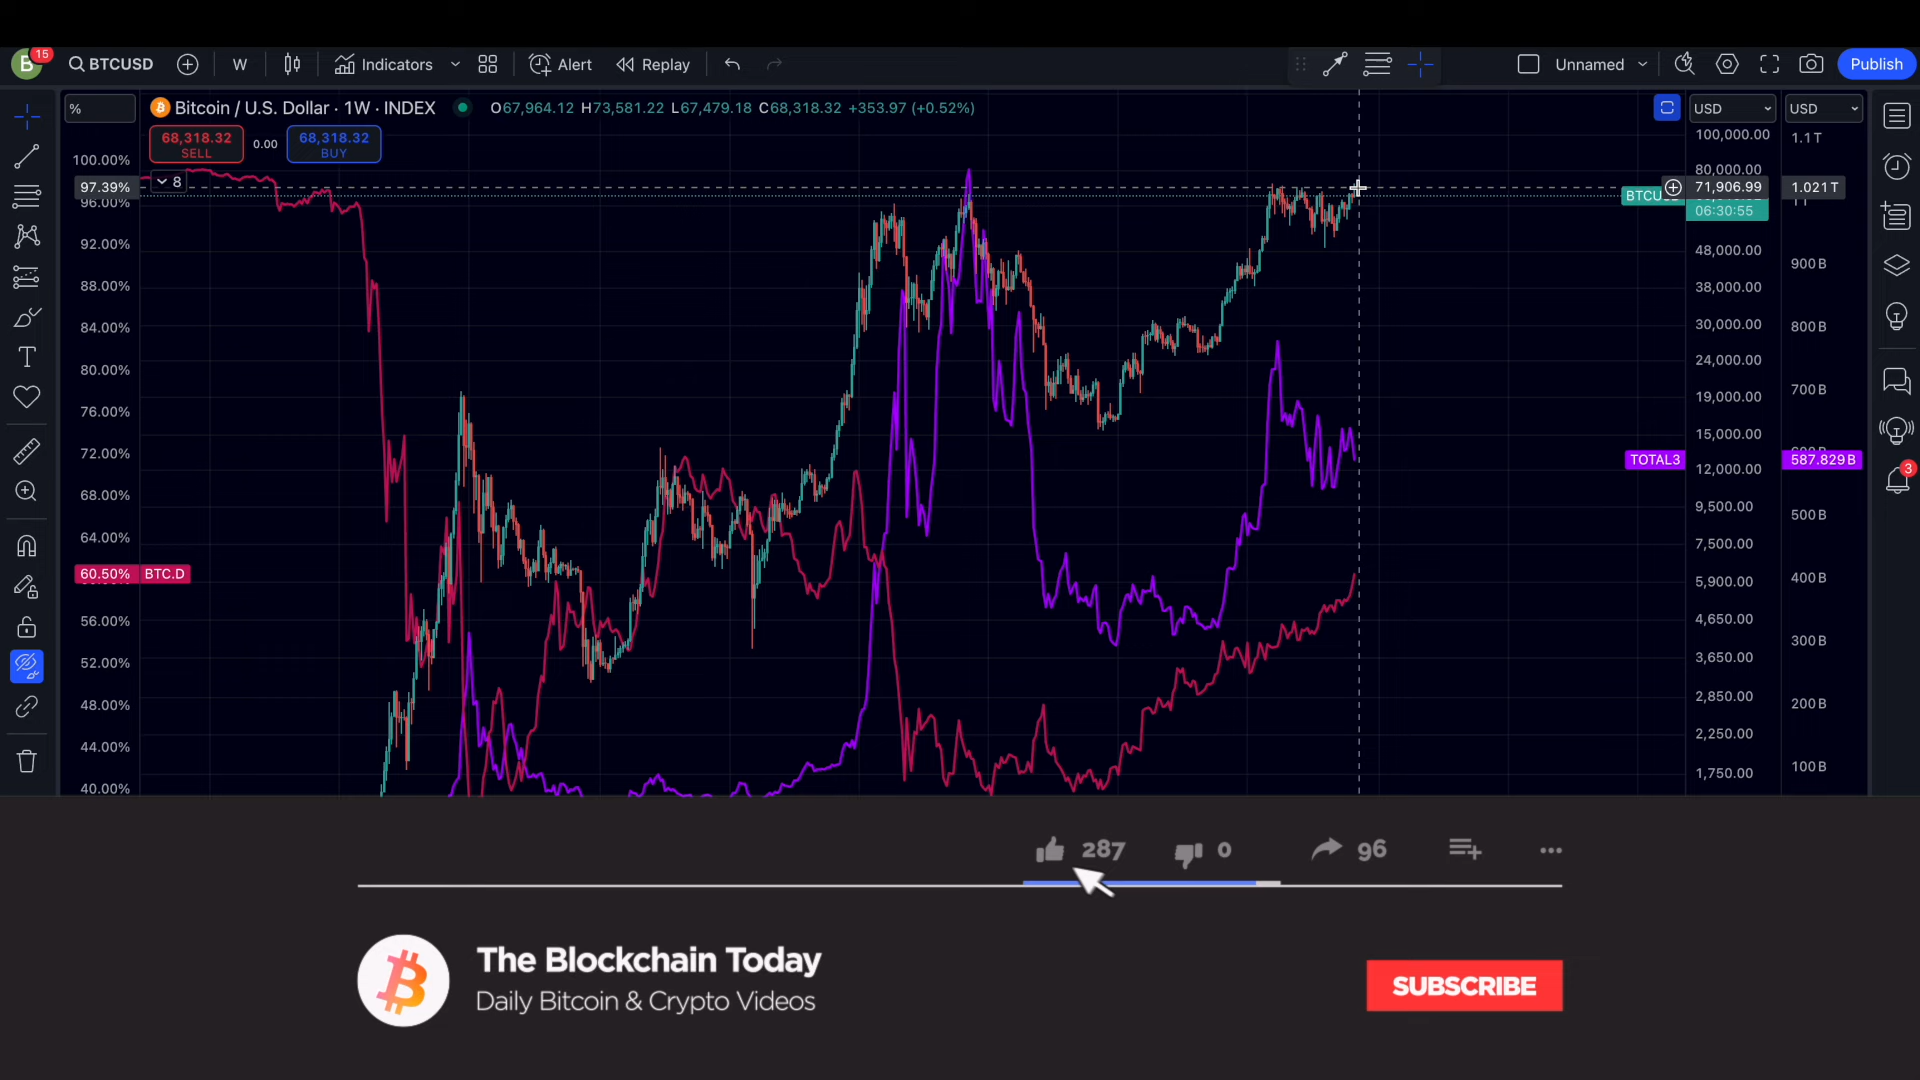 B 15 BTCUSD W Indicators Alert Replay Unnamed Publish
% Bitcoin / U.S. Dollar · 1W · INDEX O67,964.12 H73,581.22 L67,479.18 C68,318.32 +353.97 (+0.52%) USD USD
68,318.32 0.00 68,318.32
SELL BUY
8
100.00%
97.39%
96.00%
92.00%
88.00%
84.00%
80.00%
76.00%
72.00%
68.00%
64.00%
60.50% BTC.D
56.00%
52.00%
48.00%
44.00%
40.00%
100,000.00
80,000.00
71,906.99
06:30:55
48,000.00
38,000.00
30,000.00
24,000.00
19,000.00
15,000.00
12,000.00
9,500.00
7,500.00
5,900.00
4,650.00
3,650.00
2,850.00
2,250.00
1,750.00
1.1T
1.021T
1T
900B
800B
700B
TOTAL3 587.829B
500B
400B
300B
200B
100B
3
287 0 96
The Blockchain Today
Daily Bitcoin & Crypto Videos
SUBSCRIBE